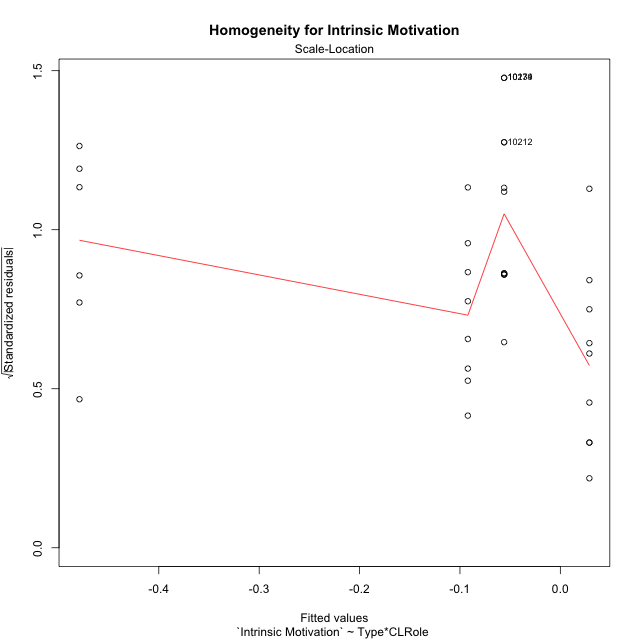 Homogeneity for Intrinsic Motivation
Scale-Location
√|Standardized residuals|
1.5
1.0
0.5
0.0
10212
-0.4 -0.3 -0.2 -0.1 0.0
Fitted values
`Intrinsic Motivation` ~ Type*CLRole